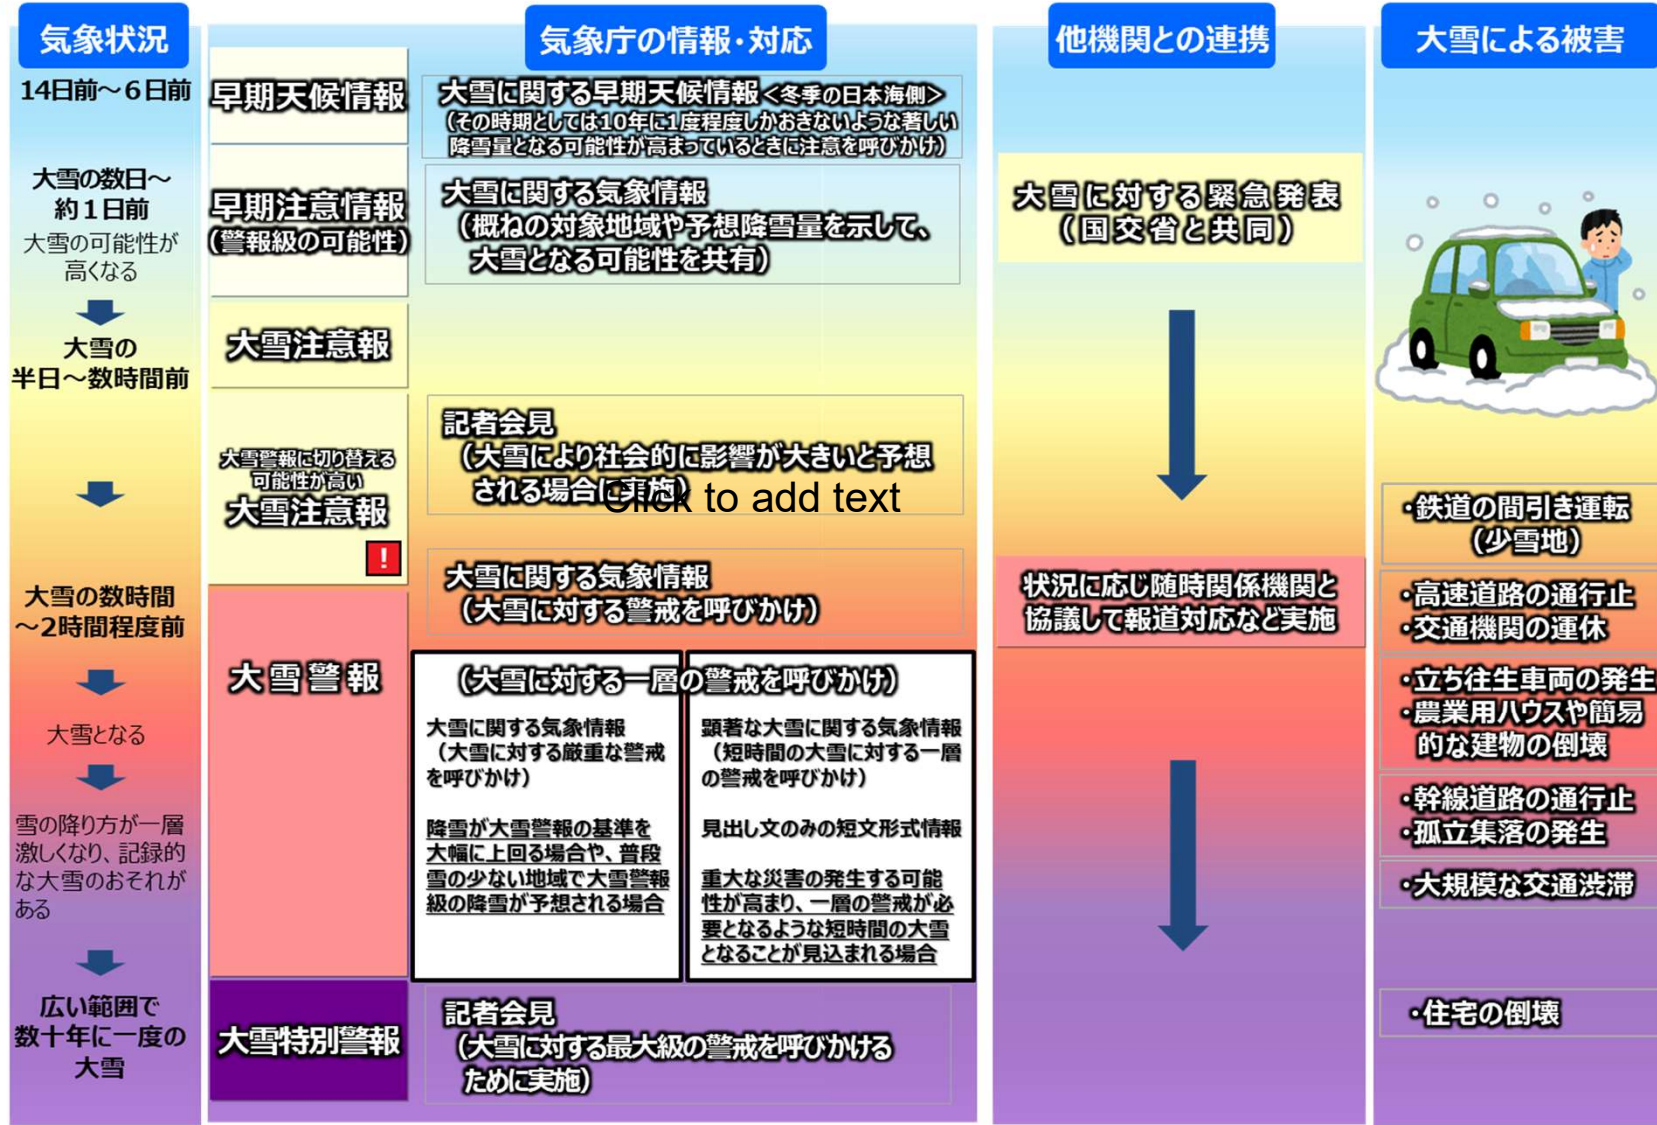 気象状況
気象庁の情報・対応
他機関との連携
大雪による被害
14日前～6日前
大雪の数日～
約1日前
大雪の可能性が
高くなる
大雪の
半日～数時間前
大雪の数時間
～2時間程度前
大雪となる
雪の降り方が一層
激しくなり、記録的
な大雪のおそれが
ある
広い範囲で
数十年に一度の
大雪
早期天候情報
早期注意情報
(警報級の可能性)
大雪注意報
大雪警報に切り替える
可能性が高い
大雪注意報
!
大雪警報
大雪特別警報
大雪に関する早期天候情報<冬季の日本海側>
(その時期としては10年に1度程度しかおきないような著しい
降雪量となる可能性が高まっているときに注意を呼びかけ)
大雪に関する気象情報
(概ねの対象地域や予想降雪量を示して、
大雪となる可能性を共有)
記者会見
(大雪により社会的に影響が大きいと予想
される場合に実施)
Click to add text
大雪に関する気象情報
(大雪に対する警戒を呼びかけ)
(大雪に対する一層の警戒を呼びかけ)
大雪に関する気象情報
(大雪に対する厳重な警戒
を呼びかけ)
降雪が大雪警報の基準を
大幅に上回る場合や、普段
雪の少ない地域で大雪警報
級の降雪が予想される場合
顕著な大雪に関する気象情報
(短時間の大雪に対する一層
の警戒を呼びかけ)
見出し文のみの短文形式情報
重大な災害の発生する可能
性が高まり、一層の警戒が必
要となるような短時間の大雪
となることが見込まれる場合
記者会見
(大雪に対する最大級の警戒を呼びかける
ために実施)
大雪に対する緊急発表
(国交省と共同)
状況に応じ随時関係機関と
協議して報道対応など実施
・鉄道の間引き運転
(少雪地)
・高速道路の通行止
・交通機関の運休
・立ち往生車両の発生
・農業用ハウスや簡易
的な建物の倒壊
・幹線道路の通行止
・孤立集落の発生
・大規模な交通渋滞
・住宅の倒壊